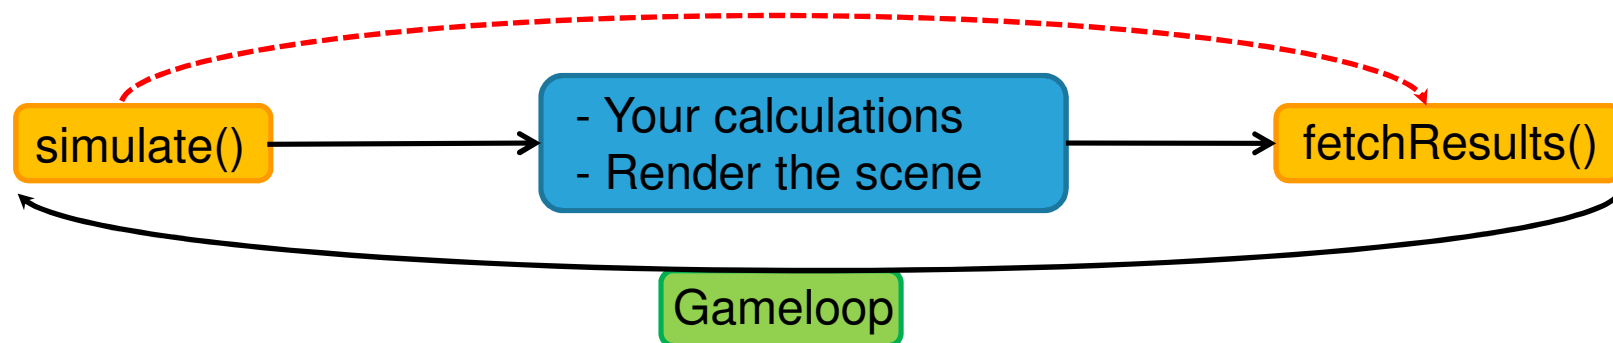 simulate()
- Your calculations
- Render the scene
fetchResults()
Gameloop